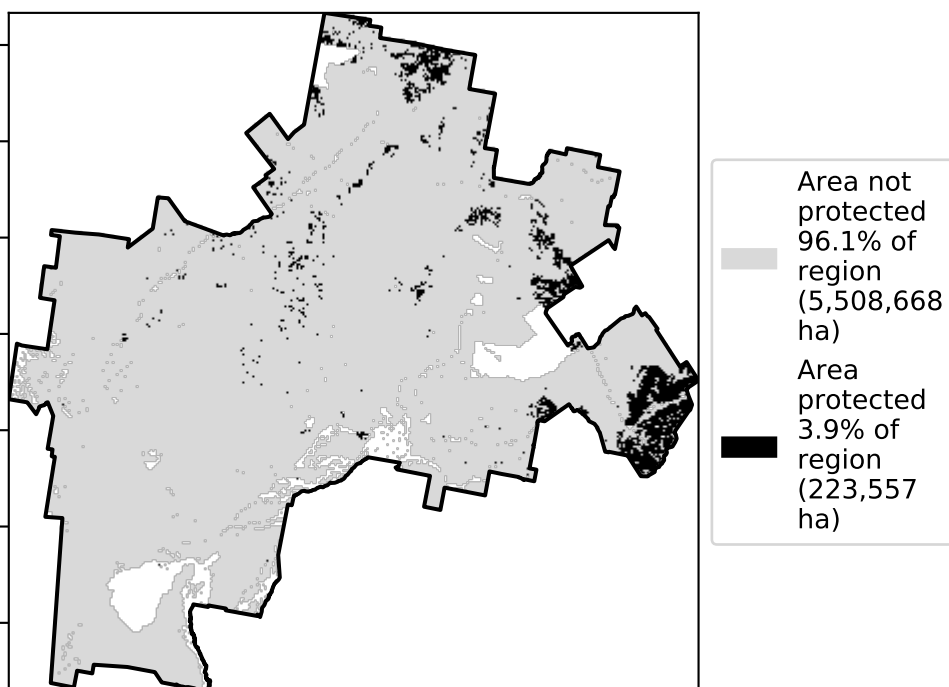 Area not
protected
96.1% of
region
(5,508,668
ha)
Area
protected
3.9% of
region
(223,557
ha)